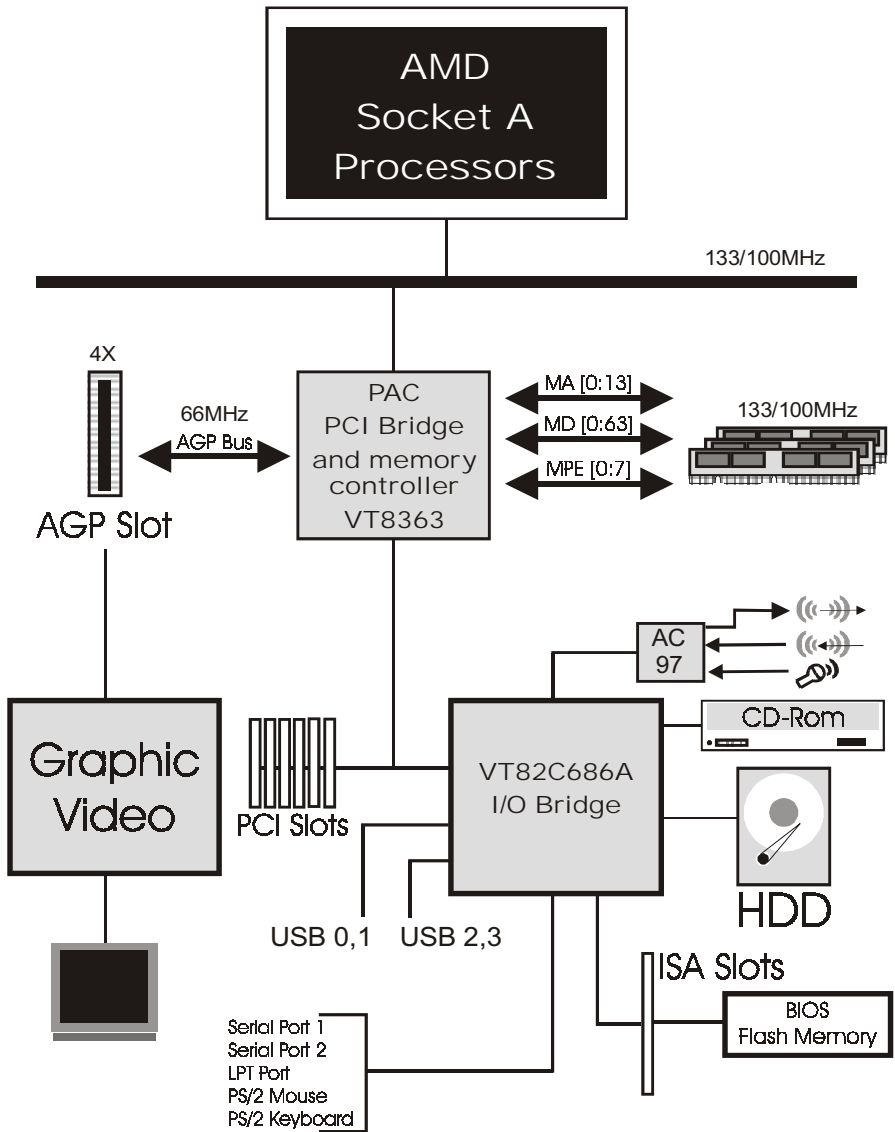 AMD
Socket A
Processors
133/100MHz
4X
66MHz
AGP Bus
AGP Slot
PAC
PCI Bridge
and memory
controller
VT8363
MA [0:13]
MD [0:63]
MPE [0:7]
133/100MHz
AC
97
CD-Rom
Graphic
Video
PCI Slots
VT82C686A
I/O Bridge
HDD
USB 0,1
USB 2,3
ISA Slots
BIOS
Flash Memory
Serial Port 1
Serial Port 2
LPT Port
PS/2 Mouse
PS/2 Keyboard